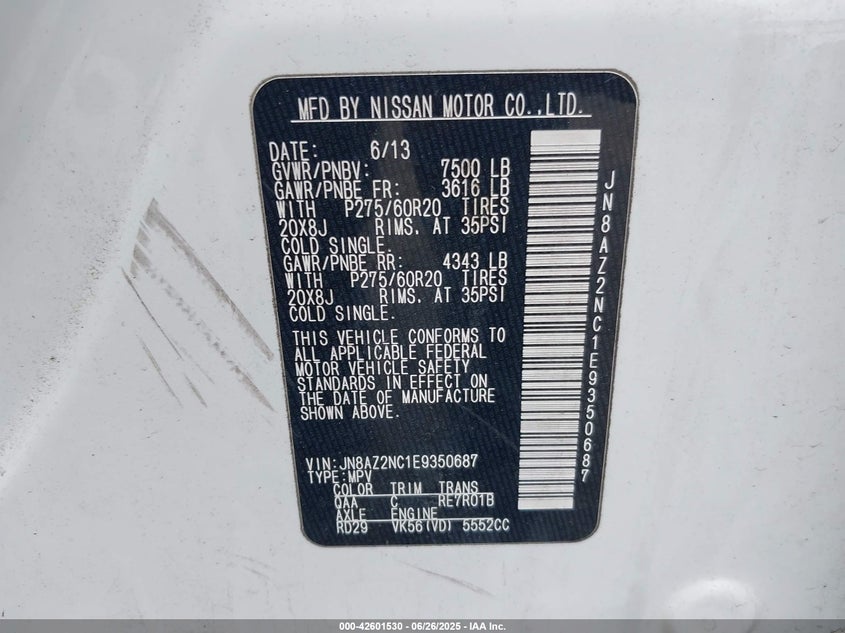 MFD BY NISSAN MOTOR CO.,LTD.
DATE: 6/13
GVWR/PNBV: 7500 LB
GAWR/PNBE FR: 3616 LB
WITH P275/60R20 TIRES
20X8J RIMS. AT 35PSI
COLD SINGLE.
GAWR/PNBE RR: 4343 LB
WITH P275/60R20 TIRES
20X8J RIMS. AT 35PSI
COLD SINGLE.
THIS VEHICLE CONFORMS TO
ALL APPLICABLE FEDERAL
MOTOR VEHICLE SAFETY
STANDARDS IN EFFECT ON
THE DATE OF MANUFACTURE
SHOWN ABOVE.
VIN:JN8AZ2NC1E9350687
TYPE:MPV
COLOR TRIM TRANS
QAA C RE7R01B
AXLE ENGINE
RD29 VK56(VD) 5552CC
JN8AZ2NC1E9350687
000-42601530 - 06/26/2025 - IAA Inc.